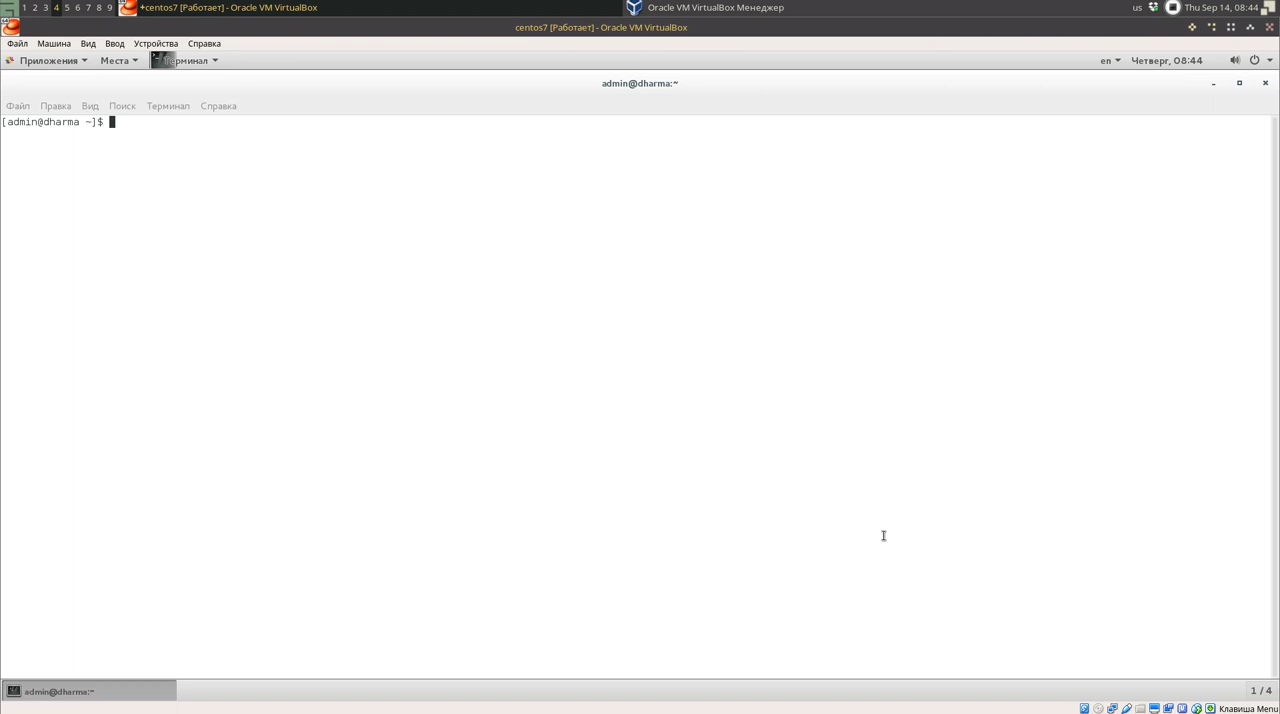 1 2 3 4 5 6 7 8 9 +centos7 [Работает] - Oracle VM VirtualBox Oracle VM VirtualBox Менеджер us Thu Sep 14, 08:44
centos7 [Работает] - Oracle VM VirtualBox
Файл Машина Вид Ввод Устройства Справка
Приложения Места Терминал en Четверг, 08:44
admin@dharma:~
Файл Правка Вид Поиск Терминал Справка
[admin@dharma ~]$
admin@dharma:~ 1 / 4
Клавиша Menu